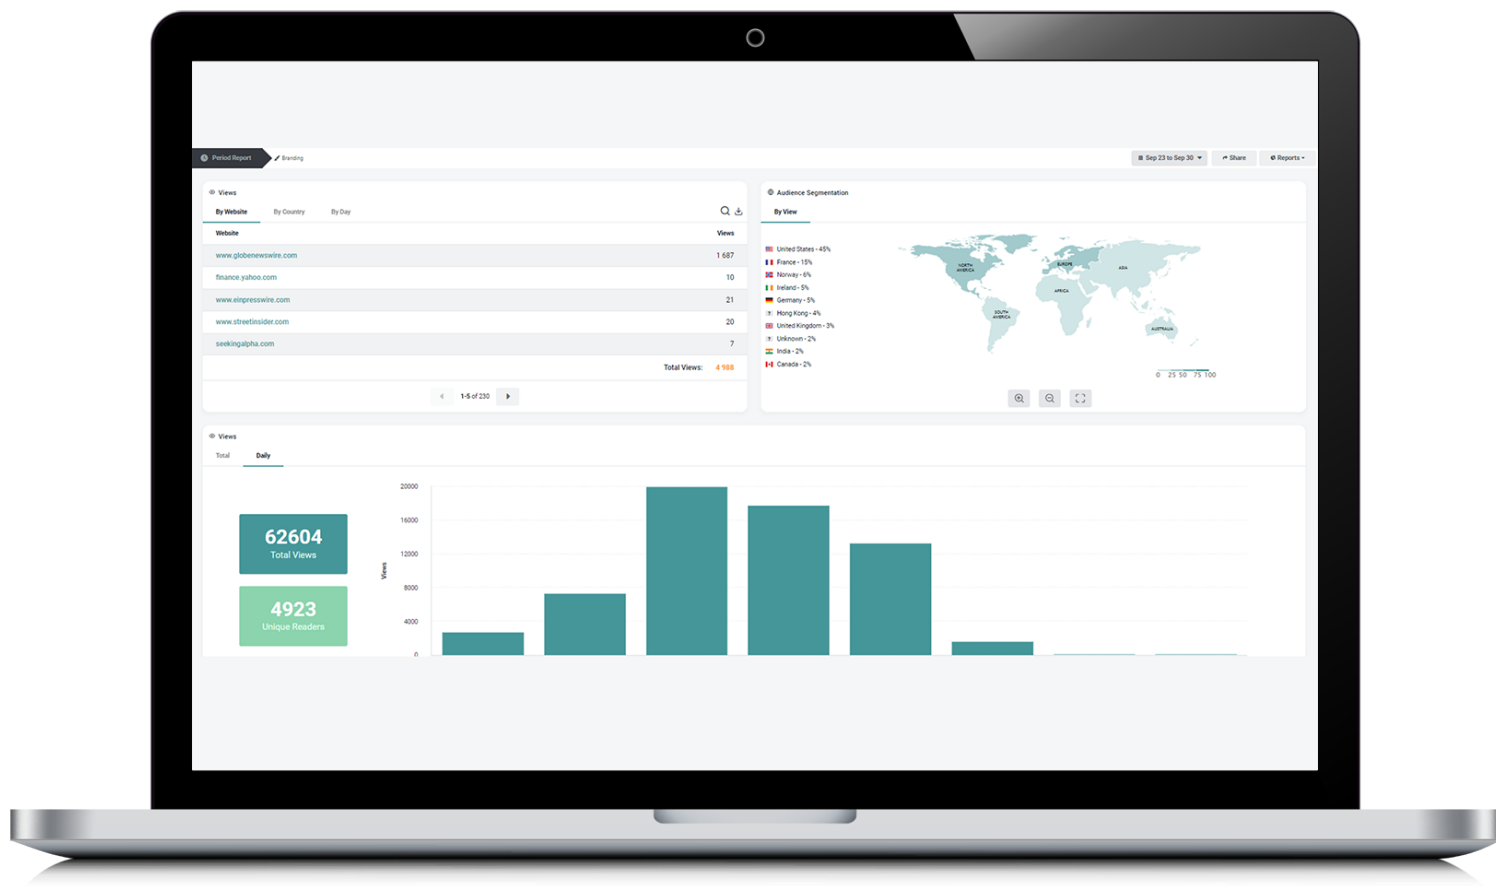 Period Report
Branding
Sep 23 to Sep 30
Share
Reports
Views
By Website By Country By Day
Website Views
www.globenewswire.com 1 687
finance.yahoo.com 10
www.einpresswire.com 21
www.streetinsider.com 20
seekingalpha.com 7
Total Views: 4 988
1-5 of 230
Audience Segmentation
By View
United States - 45%
France - 15%
Norway - 6%
Ireland - 5%
Germany - 5%
? Hong Kong - 4%
United Kingdom - 3%
? Unknown - 2%
India - 2%
Canada - 2%
NORTH
AMERICA
EUROPE
ASIA
AFRICA
SOUTH
AMERICA
AUSTRALIA
0 25 50 75 100
Views
Total Daily
62604
Total Views
4923
Unique Readers
Views
20000
16000
12000
8000
4000
0